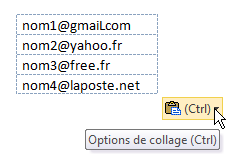 nom1@gmail.com
nom2@yahoo.fr
nom3@free.fr
nom4@laposte.net
(Ctrl)
Options de collage (Ctrl)